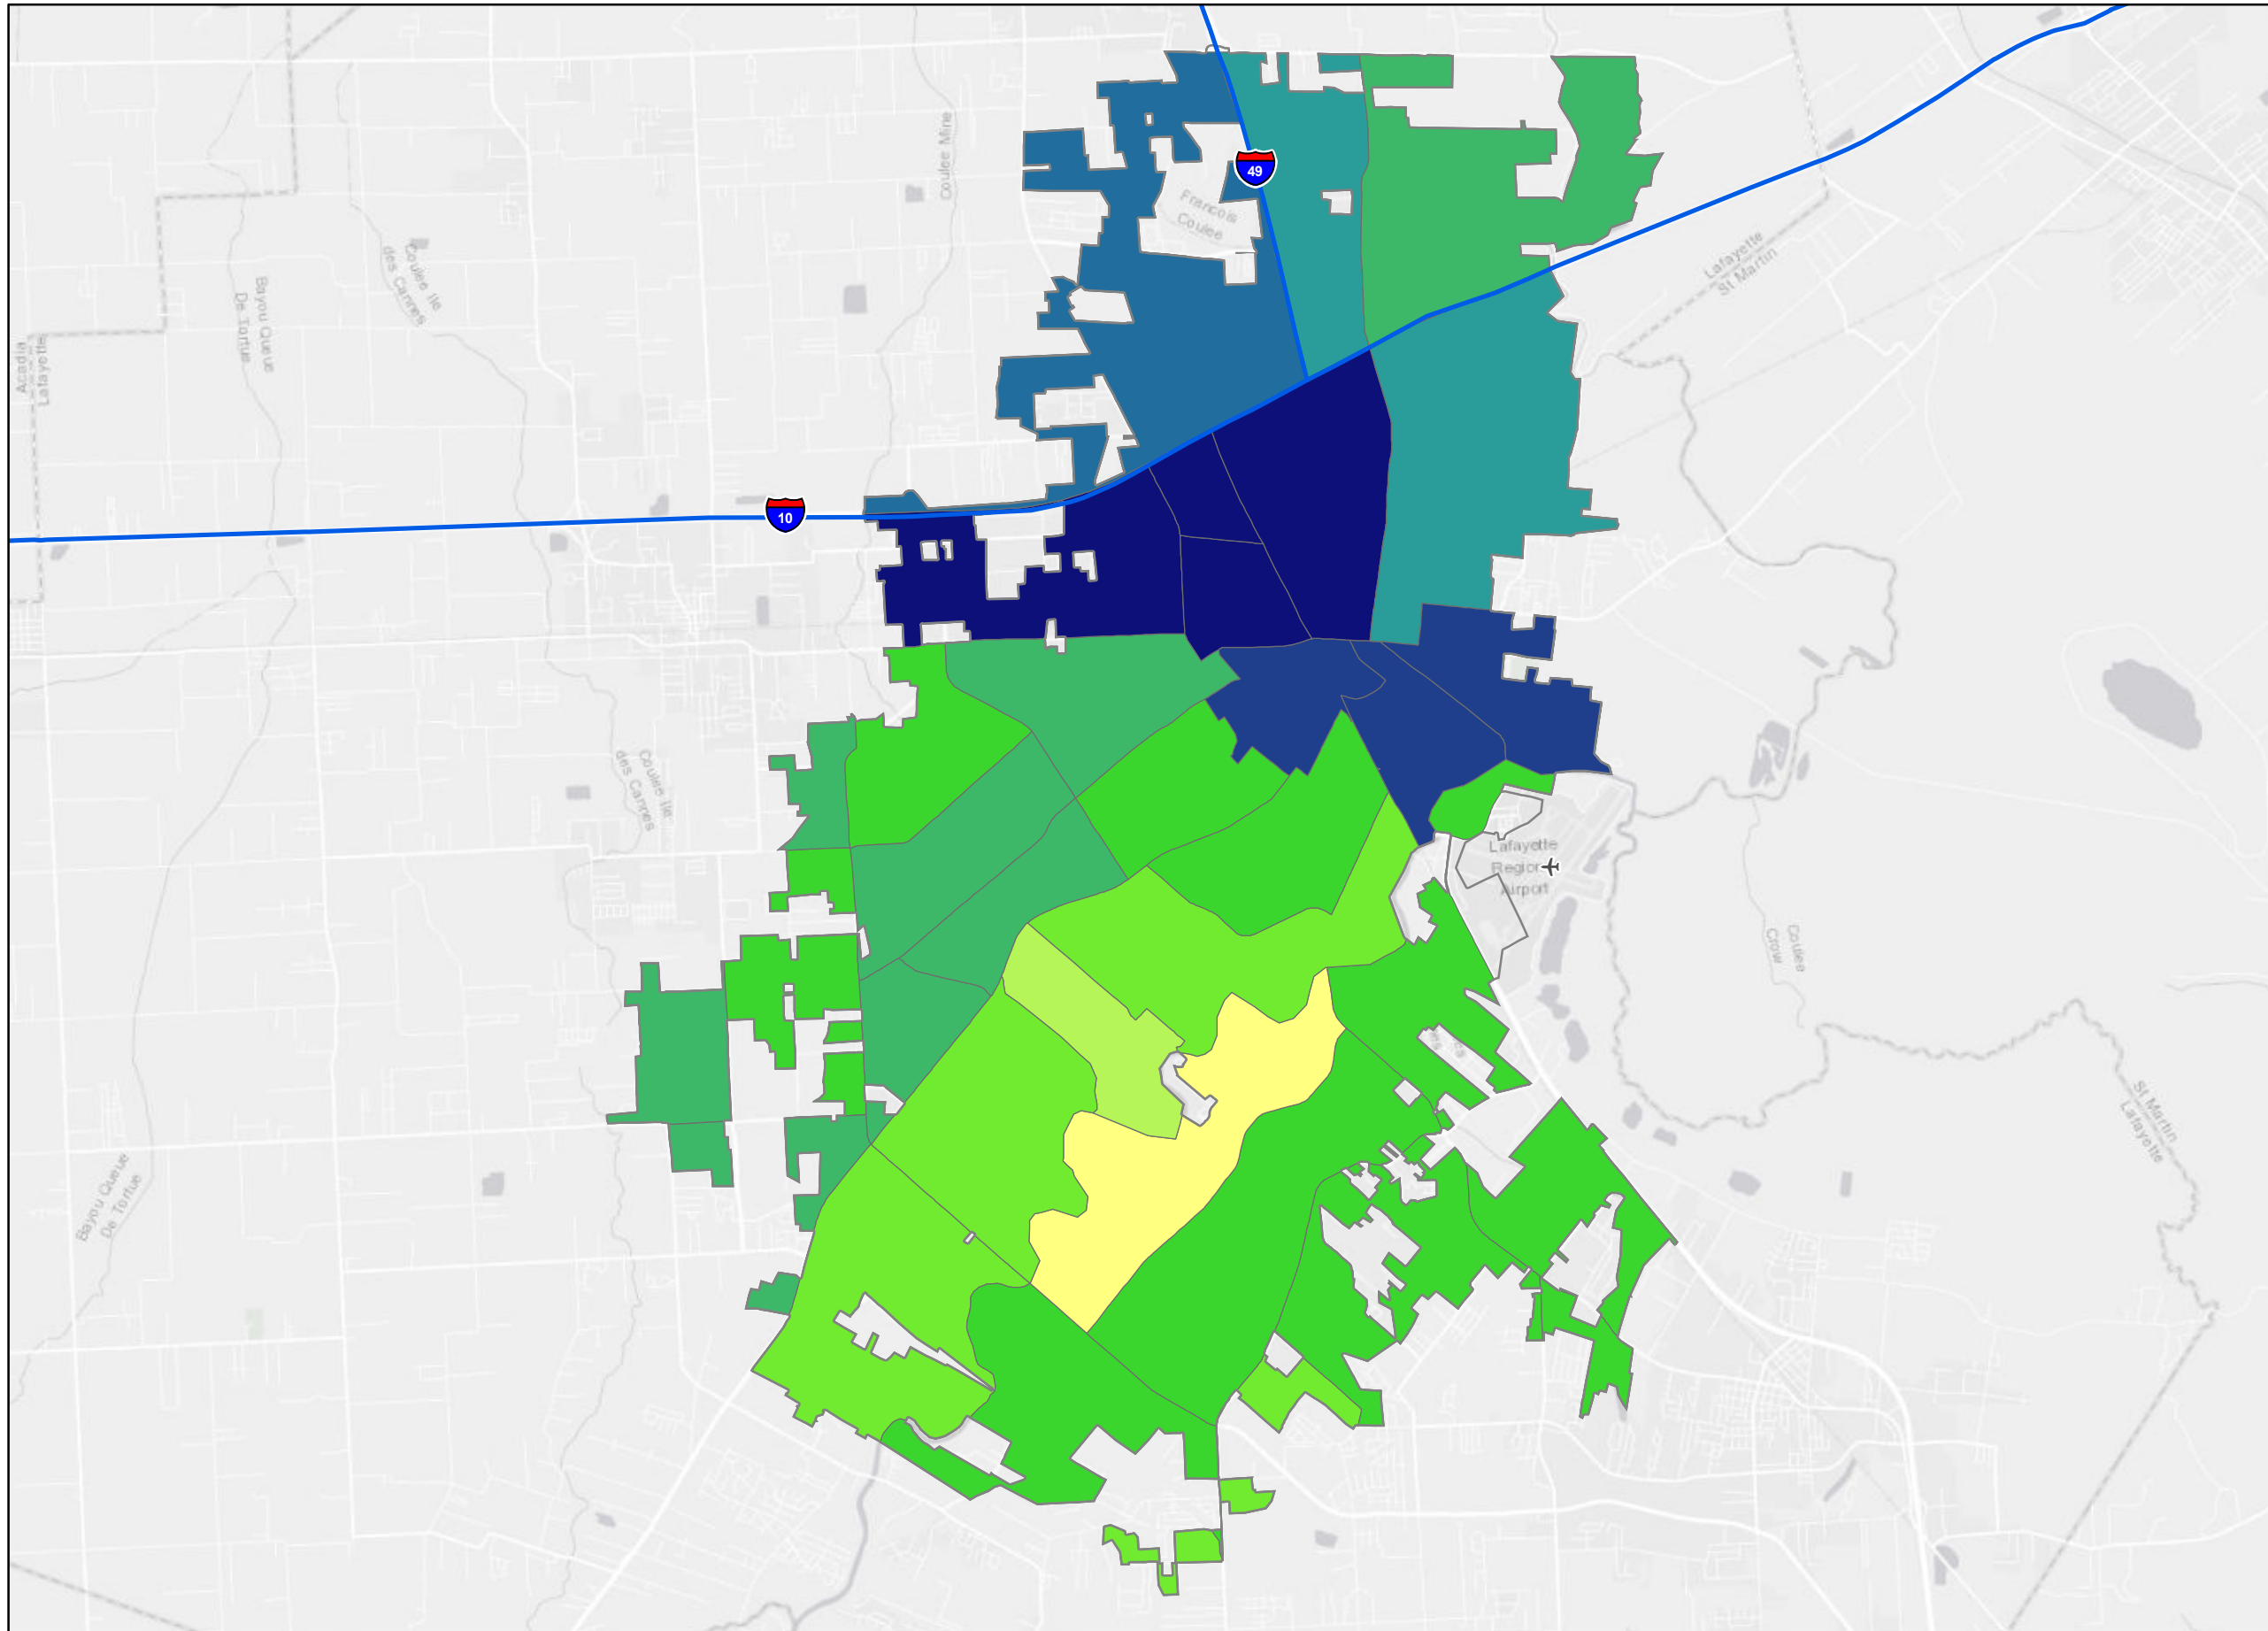 Coulee Mine
49
Francois
Coulee
Lafayette
St Martin
Coulee Ile
des Cannes
Bayou Queue
De Tortue
Acadia
Lafayette
10
Coulee Ile
des Cannes
Lafayette
Region
Airport
Coulee
Crow
St Martin
Lafayette
Bayou Queue
De Tortue